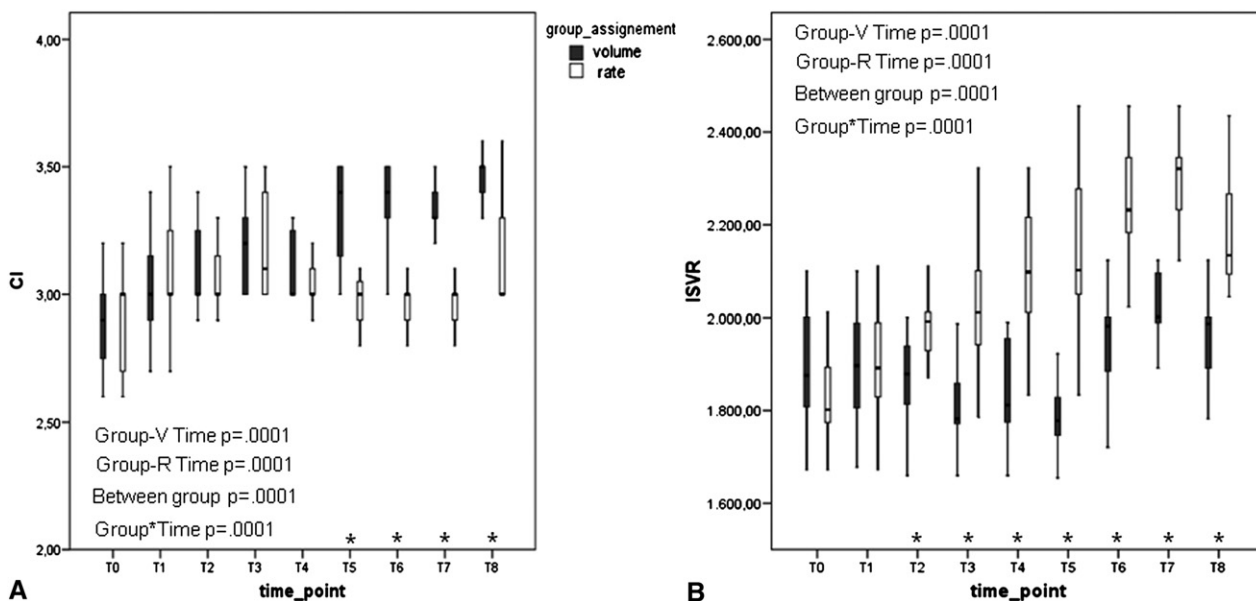 group_assignement
volume
rate
4,00
3,50
3,00
2,50
2,00
CI
Group-V Time p=.0001
Group-R Time p=.0001
Between group p=.0001
Group*Time p=.0001
* * * *
T0 T1 T2 T3 T4 T5 T6 T7 T8
time_point
A
Group-V Time p=.0001
Group-R Time p=.0001
Between group p=.0001
Group*Time p=.0001
2.600,00
2.400,00
2.200,00
2.000,00
1.800,00
1.600,00
ISVR
* * * * * * *
T0 T1 T2 T3 T4 T5 T6 T7 T8
time_point
B